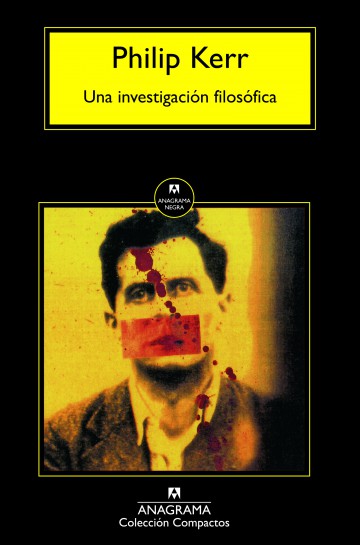 Philip Kerr
Una investigación filosófica
ANAGRAMA
NEGRA
ANAGRAMA
Colección Compactos